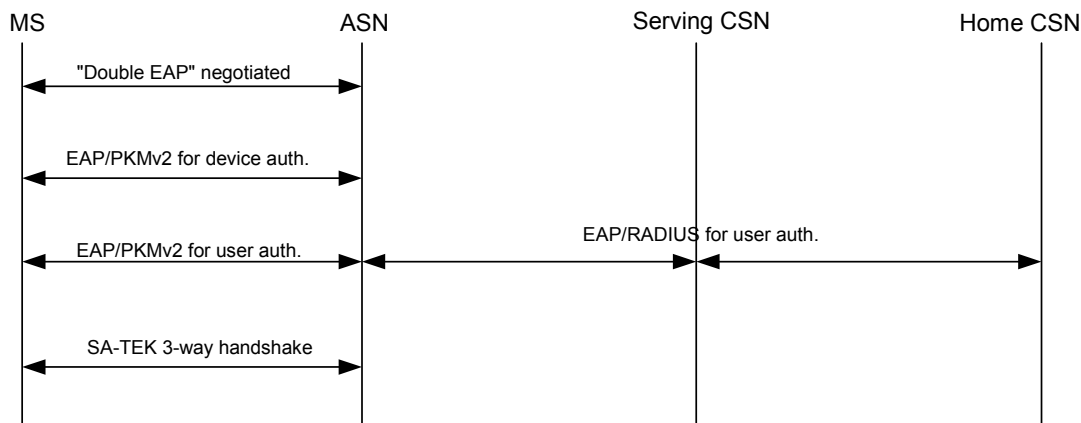 MS
ASN
Serving CSN
Home CSN
"Double EAP" negotiated
EAP/PKMv2 for device auth.
EAP/PKMv2 for user auth.
EAP/RADIUS for user auth.
SA-TEK 3-way handshake